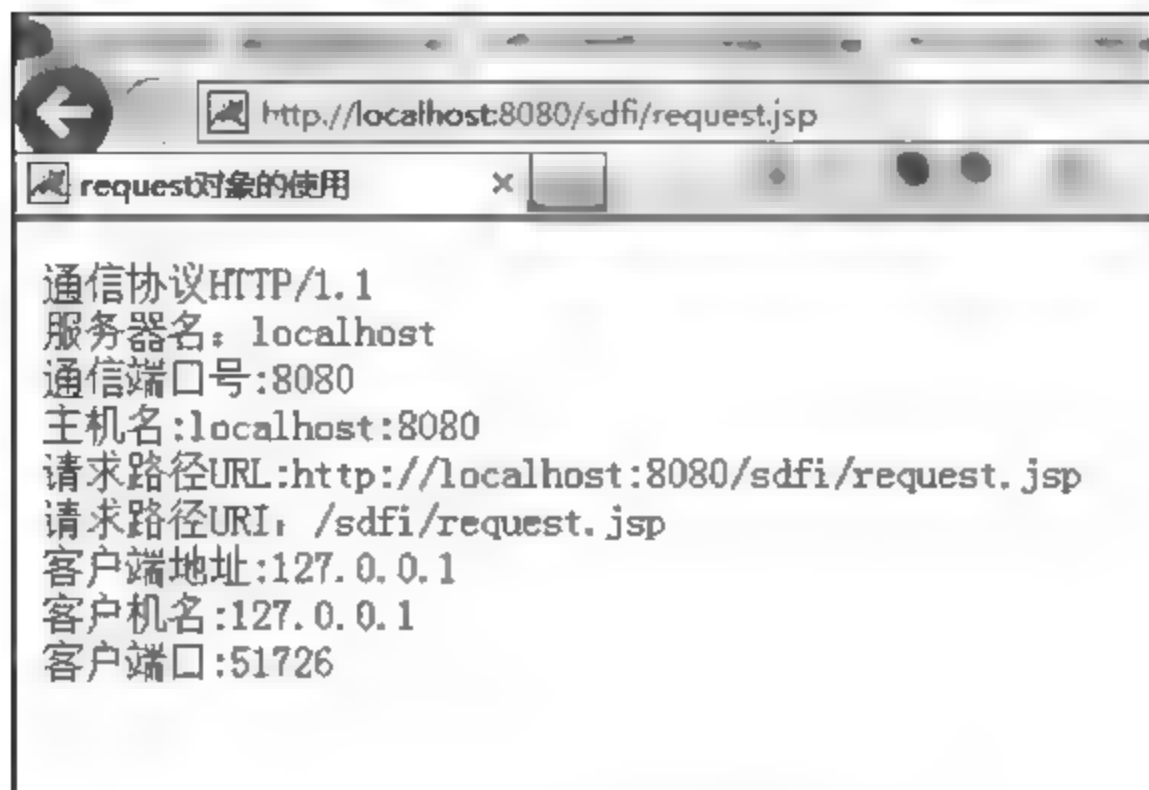 http://localhost:8080/sdfi/request.jsp
request对象的使用
通信协议HTTP/1.1
服务器名：localhost
通信端口号:8080
主机名:localhost:8080
请求路径URL:http://localhost:8080/sdfi/request.jsp
请求路径URI：/sdfi/request.jsp
客户端地址:127.0.0.1
客户机名:127.0.0.1
客户端口:51726